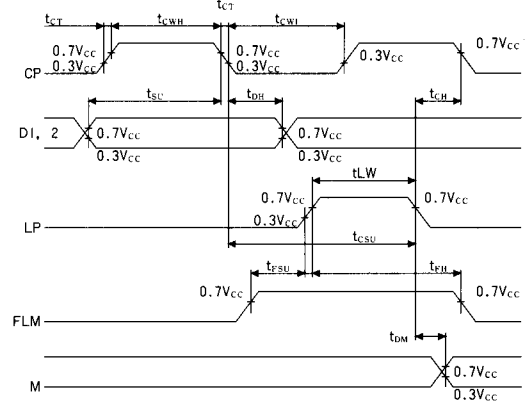 tCT
tCT tCWH tCWI
0.7VCC 0.7VCC 0.3VCC 0.7VCC
CP 0.3VCC 0.3VCC
tSU tDH tCH
DI, 2 0.7VCC 0.7VCC
0.3VCC 0.3VCC
tLW
0.7VCC 0.7VCC
LP 0.3VCC
tCSU
tFSU tFH
0.7VCC 0.7VCC
FLM
tDM
0.7VCC
M 0.3VCC